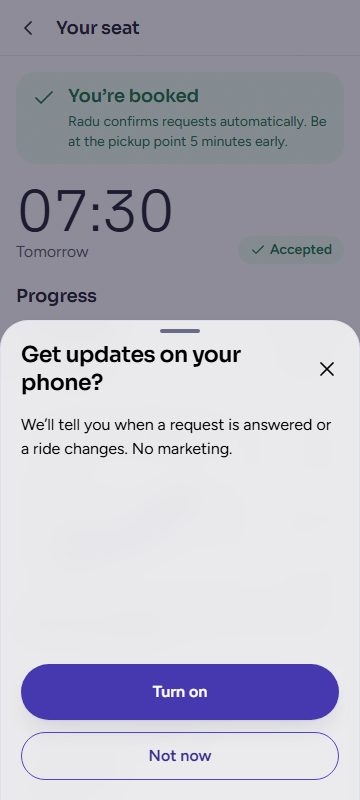 Your seat
You’re booked
Radu confirms requests automatically. Be
at the pickup point 5 minutes early.
07:30
Tomorrow
Accepted
Progress
Get updates on your
phone?
We’ll tell you when a request is answered or
a ride changes. No marketing.
Turn on
Not now